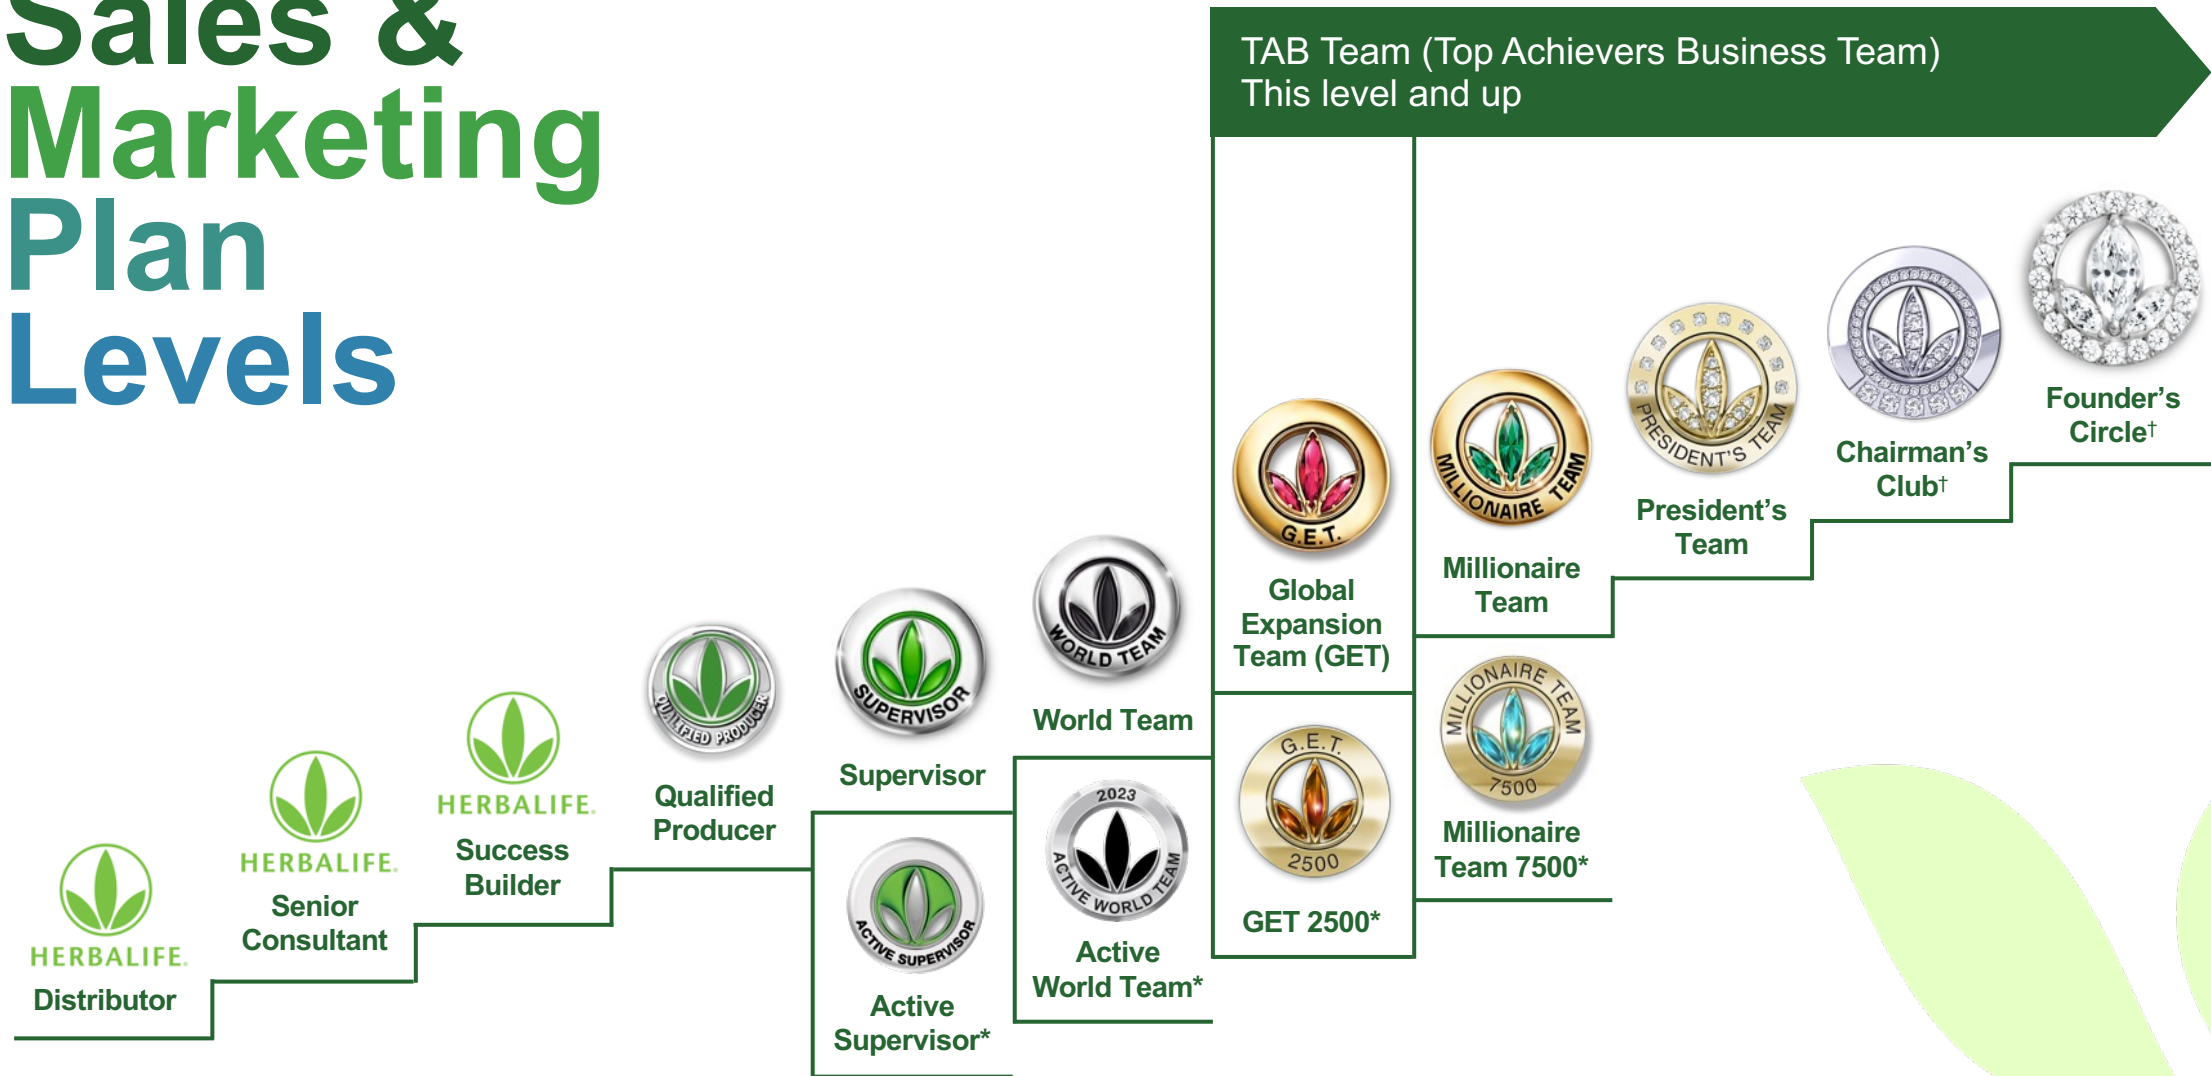 Sales &
Marketing
Plan
Levels
TAB Team (Top Achievers Business Team)
This level and up
HERBALIFE.
Distributor
HERBALIFE.
Senior
Consultant
HERBALIFE.
Success
Builder
QUALIFIED PRODUCER
Qualified
Producer
SUPERVISOR
Supervisor
ACTIVE SUPERVISOR
Active
Supervisor*
WORLD TEAM
World Team
2023
ACTIVE WORLD TEAM
Active
World Team*
G.E.T.
Global
Expansion
Team (GET)
G.E.T.
2500
GET 2500*
MILLIONAIRE TEAM
Millionaire
Team
MILLIONAIRE TEAM
7500
Millionaire
Team 7500*
PRESIDENT'S TEAM
President’s
Team
Chairman’s
Club†
Founder’s
Circle†